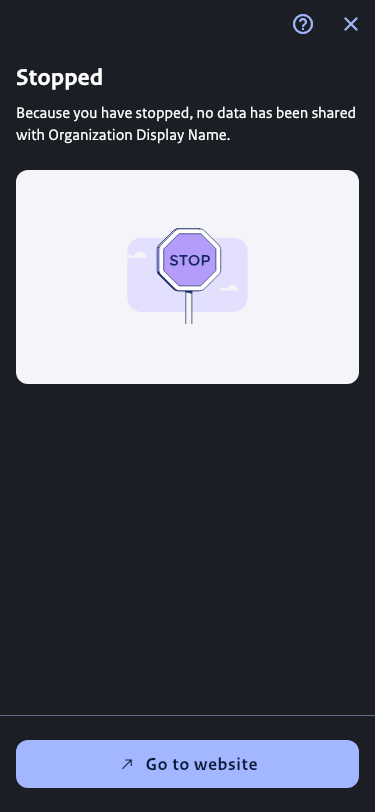 Stopped
Because you have stopped, no data has been shared
with Organization Display Name.
STOP
Go to website